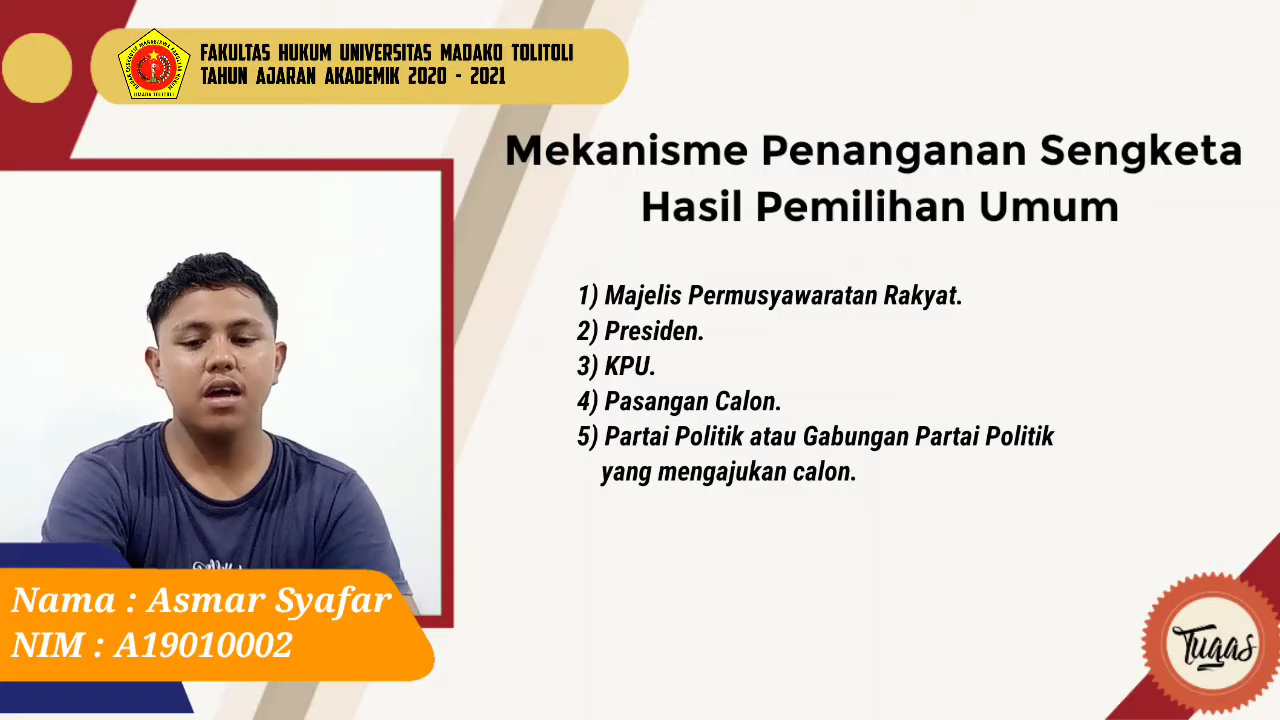 FAKULTAS HUKUM UNIVERSITAS MADAKO TOLITOLI
TAHUN AJARAN AKADEMIK 2020 - 2021
Mekanisme Penanganan Sengketa
Hasil Pemilihan Umum
1) Majelis Permusyawaratan Rakyat.
2) Presiden.
3) KPU.
4) Pasangan Calon.
5) Partai Politik atau Gabungan Partai Politik
yang mengajukan calon.
Nama : Asmar Syafar
NIM : A19010002
Tugas
UMADA TOLITOLI